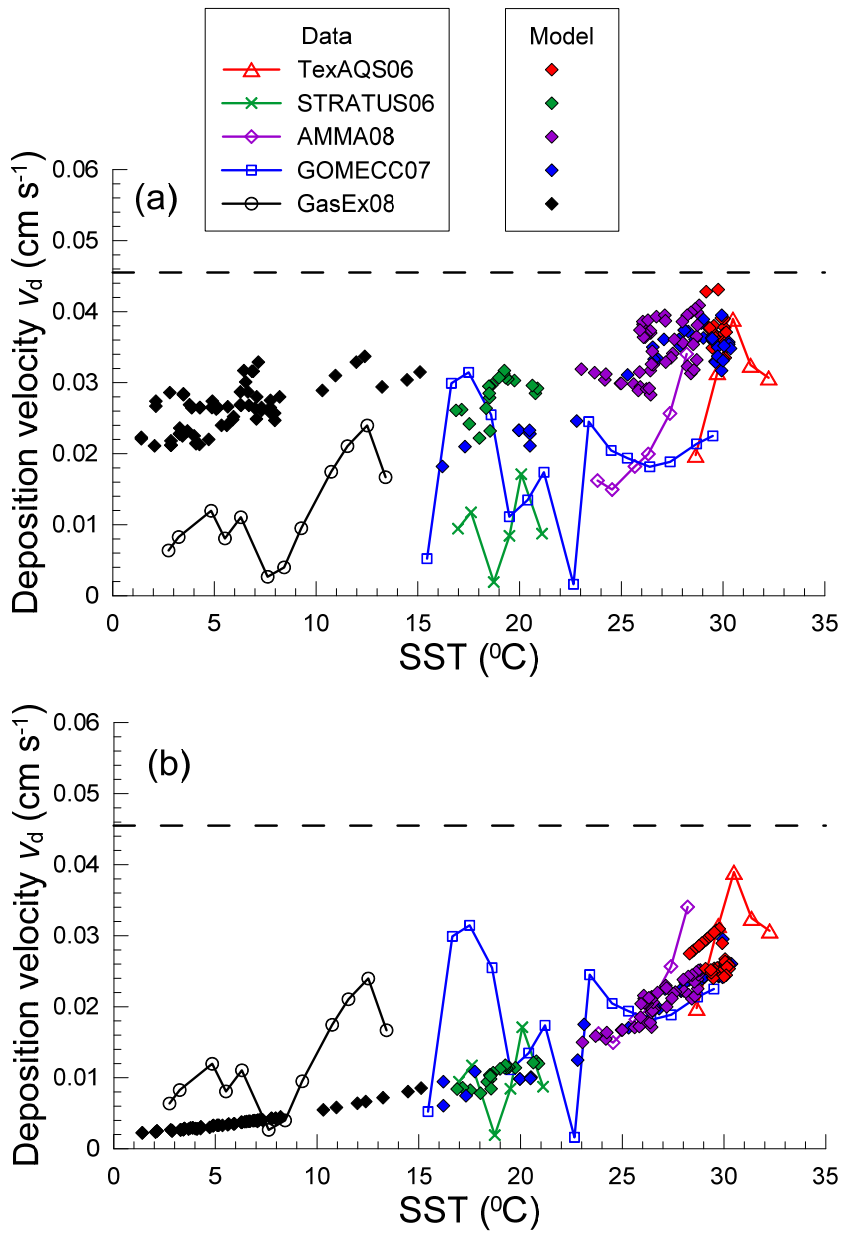 Data
Model
TexAQS06
STRATUS06
AMMA08
GOMECC07
GasEx08
(a)
Deposition velocity vd (cm s-1)
0.06
0.05
0.04
0.03
0.02
0.01
0
0 5 10 15 20 25 30 35
SST (⁰C)
(b)
Deposition velocity vd (cm s-1)
0.06
0.05
0.04
0.03
0.02
0.01
0
0 5 10 15 20 25 30 35
SST (⁰C)